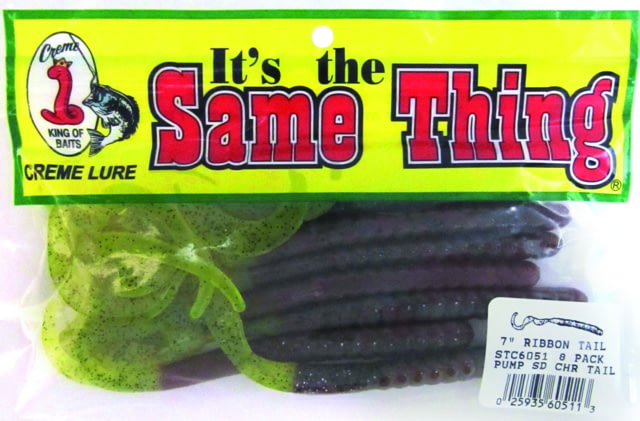 Creme
KING OF
BAITS
CREME LURE
It's the
Same Thing
®
7" RIBBON TAIL
STC6051 8 PACK
PUMP SD CHR TAIL
0 25935 60511 3